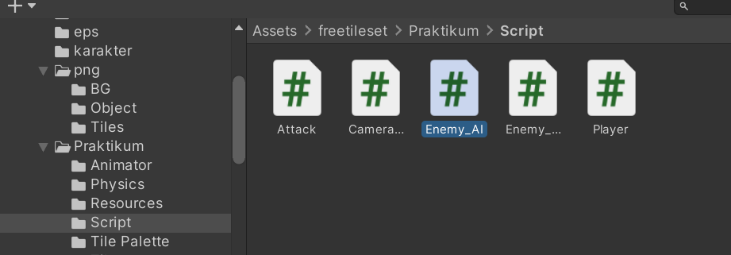 eps
karakter
png
BG
Object
Tiles
Praktikum
Animator
Physics
Resources
Script
Tile Palette
Assets > freetileset > Praktikum > Script
Attack
Camera...
Enemy_AI
Enemy_...
Player